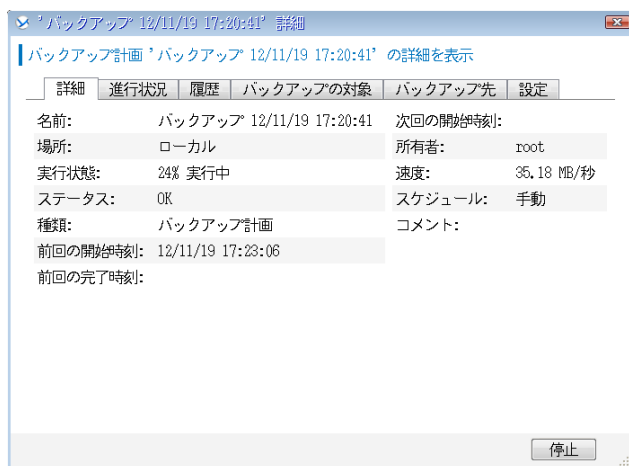 'バックアップ 12/11/19 17:20:41' 詳細
バックアップ計画 'バックアップ 12/11/19 17:20:41' の詳細を表示
詳細 進行状況 履歴 バックアップの対象 バックアップ先 設定
名前: バックアップ 12/11/19 17:20:41 次回の開始時刻:
場所: ローカル 所有者: root
実行状態: 24% 実行中 速度: 35.18 MB/秒
ステータス: OK スケジュール: 手動
種類: バックアップ計画 コメント:
前回の開始時刻: 12/11/19 17:23:06
前回の完了時刻:
停止